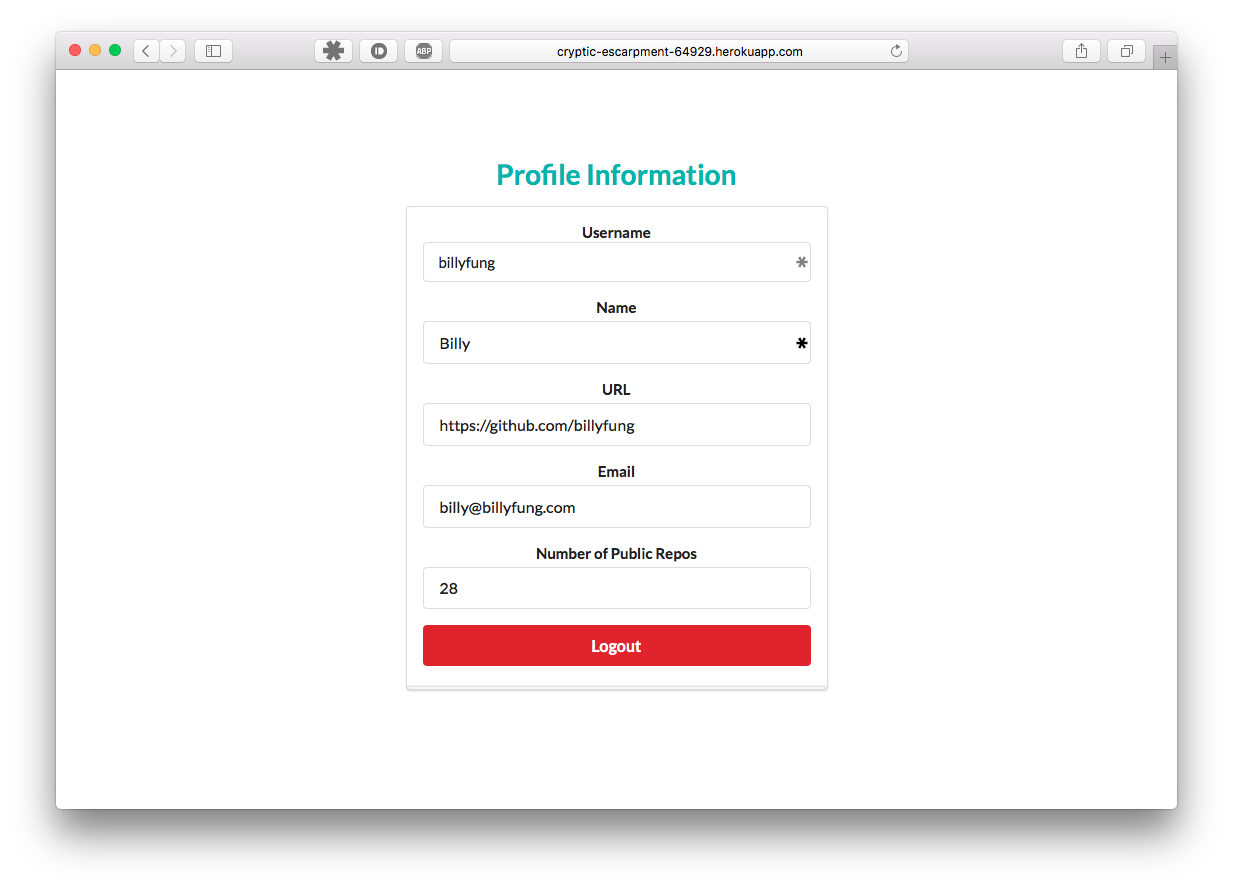 ABP
cryptic-escarpment-64929.herokuapp.com
Profile Information
Username
billyfung
Name
Billy
URL
https://github.com/billyfung
Email
billy@billyfung.com
Number of Public Repos
28
Logout